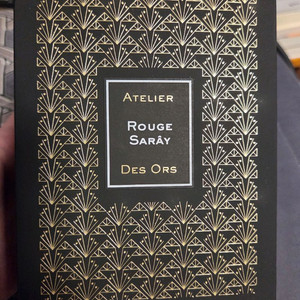 ATELIER
ROUGE
SARÂY
DES ORS